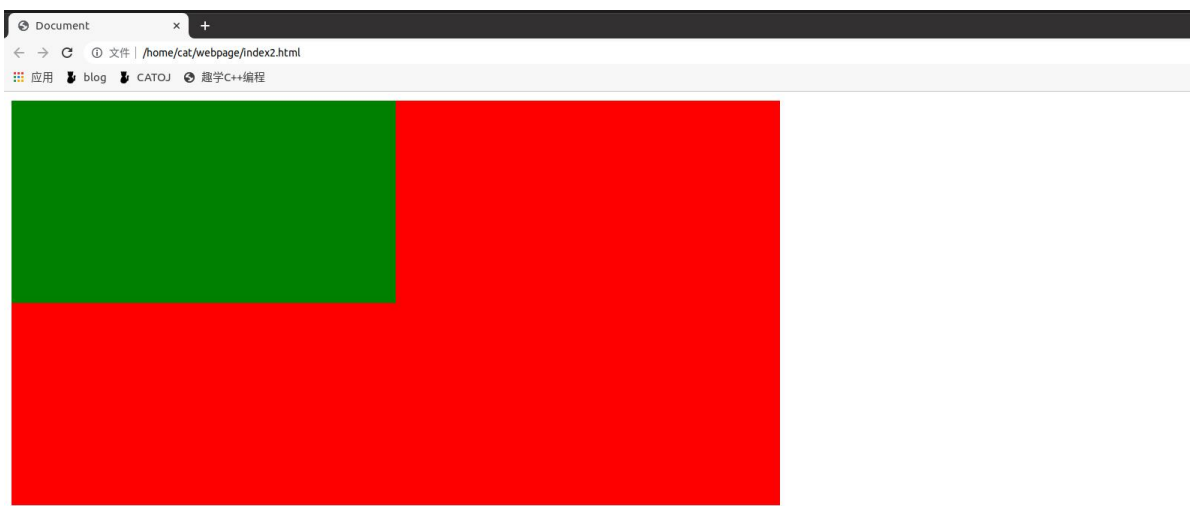 Document
文件 | /home/cat/webpage/index2.html
应用 blog CATOJ 趣学C++编程